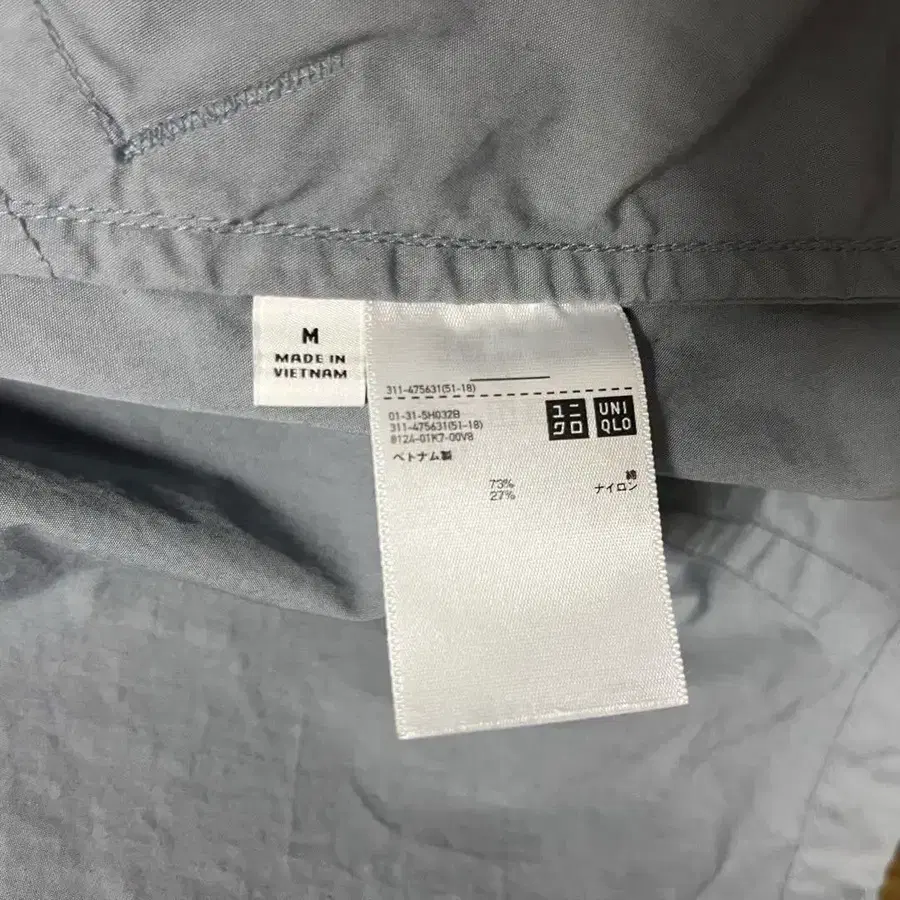 M
MADE IN
VIETNAM
311-475631(51-18)
01-31-5H032B
311-475631(51-18)
812A-01K7-00V8
ベトナム製
ユニ
クロ
UNI
QLO
73% 綿
27% ナイロン